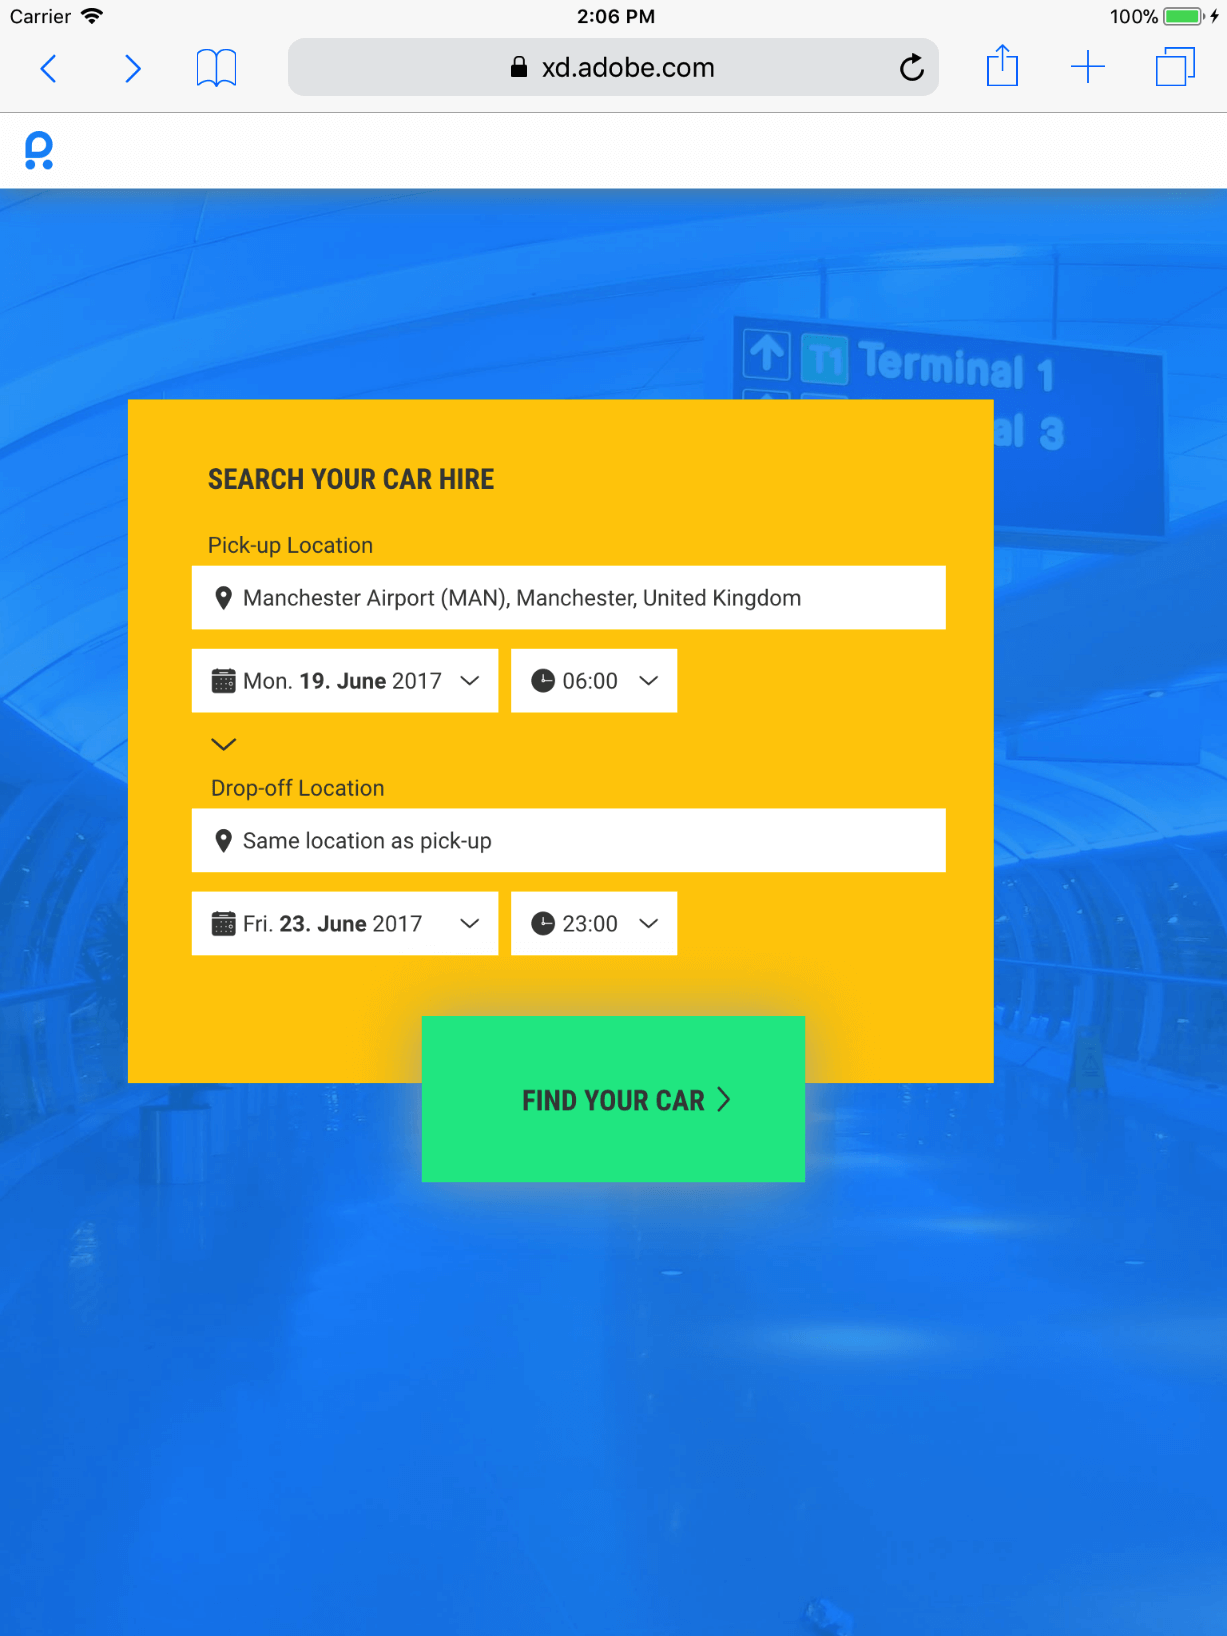 Carrier 2:06 PM 100%
xd.adobe.com
T1 Terminal 1
al 3
SEARCH YOUR CAR HIRE
Pick-up Location
Manchester Airport (MAN), Manchester, United Kingdom
Mon. 19. June 2017 06:00
Drop-off Location
Same location as pick-up
Fri. 23. June 2017 23:00
FIND YOUR CAR